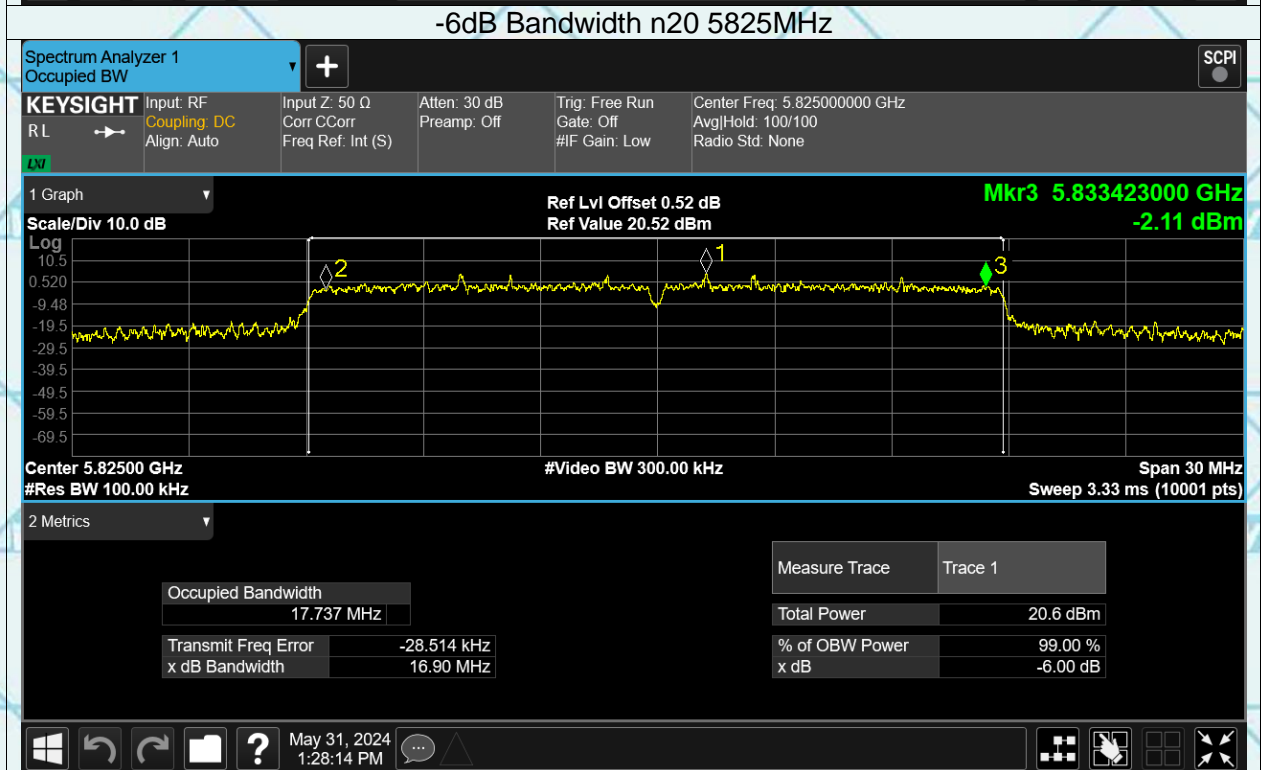 -6dB Bandwidth n20 5825MHz
Spectrum Analyzer 1
Occupied BW
SCPI
KEYSIGHT Input: RF Input Z: 50 Ω Atten: 30 dB Trig: Free Run Center Freq: 5.825000000 GHz
R L Coupling: DC Corr CCorr Preamp: Off Gate: Off Avg|Hold: 100/100
Align: Auto Freq Ref: Int (S) #IF Gain: Low Radio Std: None
LXI
1 Graph Ref Lvl Offset 0.52 dB Mkr3 5.833423000 GHz
Scale/Div 10.0 dB Ref Value 20.52 dBm -2.11 dBm
Log
10.5
0.520
-9.48
-19.5
-29.5
-39.5
-49.5
-59.5
-69.5
2 1 3
Center 5.82500 GHz #Video BW 300.00 kHz Span 30 MHz
#Res BW 100.00 kHz Sweep 3.33 ms (10001 pts)
2 Metrics
Measure Trace Trace 1
Occupied Bandwidth
17.737 MHz Total Power 20.6 dBm
Transmit Freq Error -28.514 kHz % of OBW Power 99.00 %
x dB Bandwidth 16.90 MHz x dB -6.00 dB
? May 31, 2024
1:28:14 PM